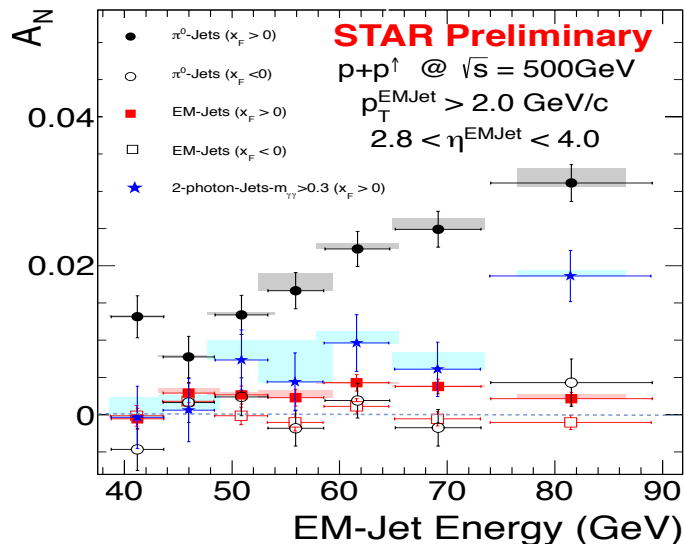 A_N
π⁰-Jets (x_F > 0)
π⁰-Jets (x_F <0)
EM-Jets (x_F > 0)
EM-Jets (x_F < 0)
2-photon-Jets-m_γγ>0.3 (x_F > 0)
STAR Preliminary
p+p↑ @ √s = 500GeV
p_T^EMJet > 2.0 GeV/c
2.8 < η^EMJet < 4.0
0.04
0.02
0
40 50 60 70 80 90
EM-Jet Energy (GeV)